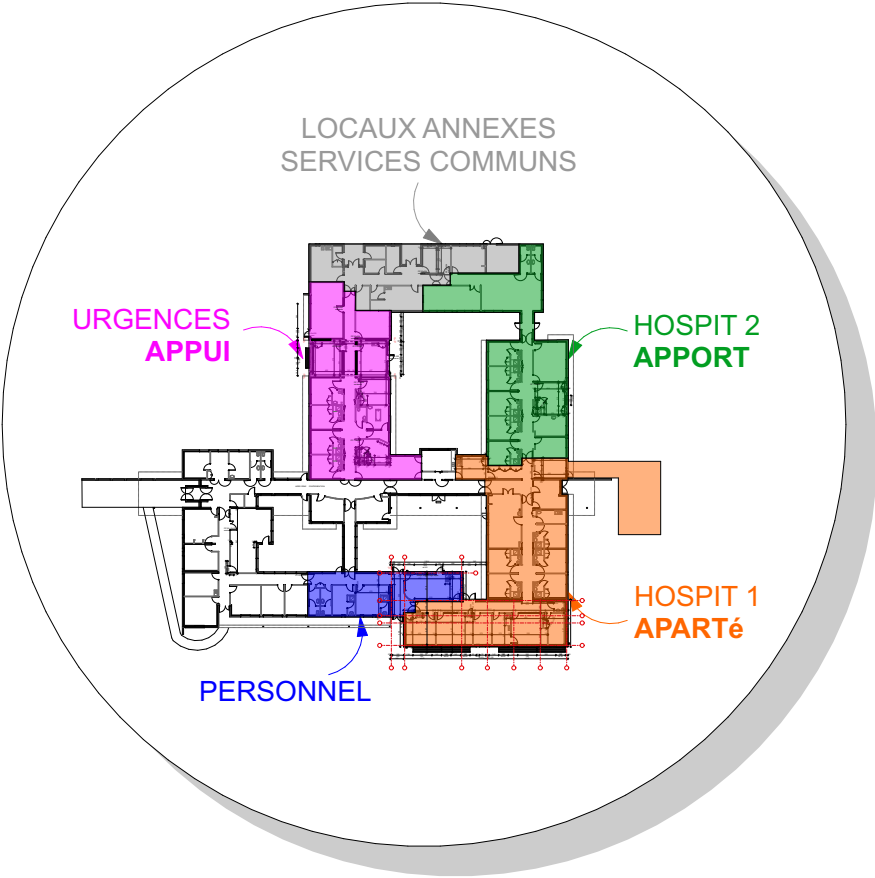 LOCAUX ANNEXES
SERVICES COMMUNS
URGENCES
APPUI
HOSPIT 2
APPORT
HOSPIT 1
APARTé
PERSONNEL